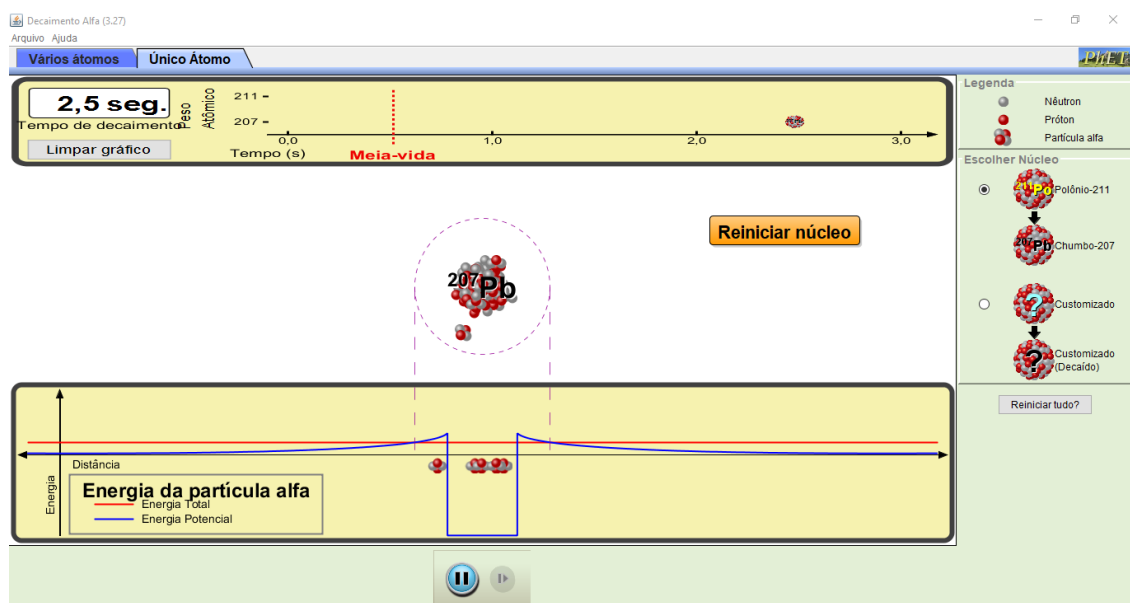 Decaimento Alfa (3.27)
Arquivo Ajuda
Vários átomos Único Átomo
PhET
2,5 seg.
Tempo de decaimento
Limpar gráfico
Peso
Atômico
211
207
0,0 1,0 2,0 3,0
Tempo (s)
Meia-vida
Legenda
Nêutron
Próton
Partícula alfa
Escolher Núcleo
211Po Polônio-211
207Pb Chumbo-207
? Customizado
? Customizado
(Decaído)
Reiniciar tudo?
Reiniciar núcleo
207Pb
Energia
Distância
Energia da partícula alfa
Energia Total
Energia Potencial